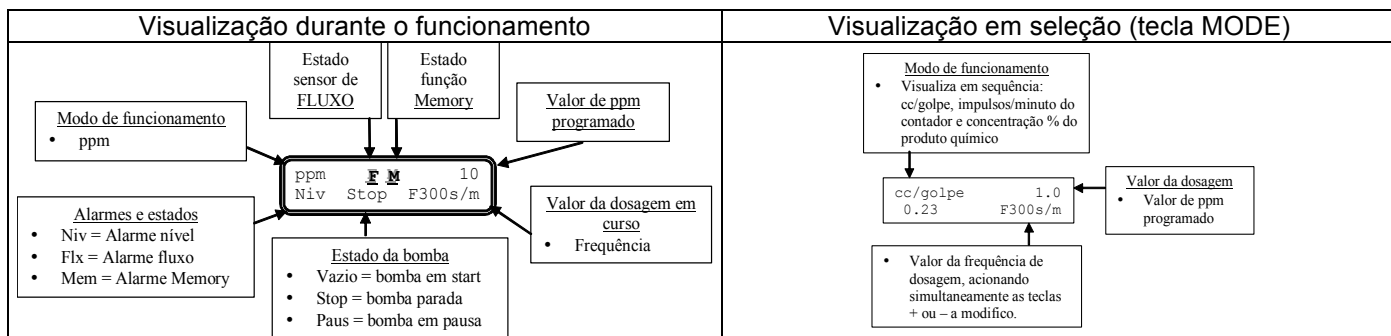 Visualização durante o funcionamento
Visualização em seleção (tecla MODE)
Estado
sensor de
FLUXO
Estado
função
Memory
Modo de funcionamento
• ppm
Valor de ppm
programado
ppm F M 10
Niv Stop F300s/m
Alarmes e estados
• Niv = Alarme nível
• Flx = Alarme fluxo
• Mem = Alarme Memory
Estado da bomba
• Vazio = bomba em start
• Stop = bomba parada
• Paus = bomba em pausa
Valor da dosagem em
curso
• Frequência
Modo de funcionamento
• Visualiza em sequência:
cc/golpe, impulsos/minuto do
contador e concentração % do
produto químico
cc/golpe 1.0
0.23 F300s/m
Valor da dosagem
• Valor de ppm
programado
• Valor da frequência de
dosagem, acionando
simultaneamente as teclas
+ ou – a modifico.